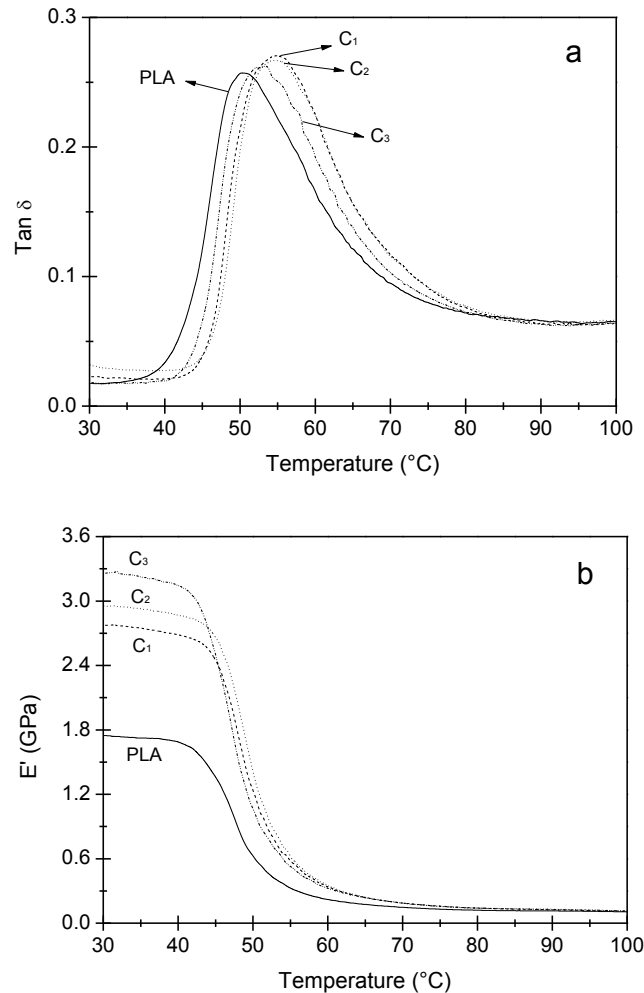 a
C1
PLA
C2
C3
0.3
0.2
0.1
0.0
Tan δ
30 40 50 60 70 80 90 100
Temperature (°C)
b
3.6
3.0
2.4
1.8
1.2
0.6
0.0
C3
C2
C1
PLA
E' (GPa)
30 40 50 60 70 80 90 100
Temperature (°C)